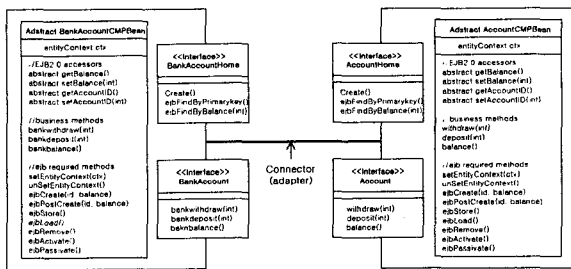 Adstract BankAccountCMPBean
entityContext ctx
//EJB2 0 accessors
abstract getBalance()
abstract setBalance(int)
abstract getAccountID()
abstract setAccountID(int)
//business methods
bankwithdraw(int)
bankdeposit(int)
bankbalance()
//ejb required methods
setEntityContext(ctx)
unSetEntityContext()
ejbCreate(id, balance)
ejbPostCreate(id, balance)
ejbStore()
ejbLoad()
ejbRemove()
ejbActivate()
ejbPassivate()
<<Interface>>
BankAccountHome
Create()
ejbFindByPrimarykey()
ejbFindByBalance(int)
<<Interface>>
BankAccount
bankwithdraw(int)
bankdeposit(int)
baknbalance()
Connector
(adapter)
<<Interface>>
AccountHome
Create()
ejbFindByPrimarykey()
ejbFindByBalance(int)
<<Interface>>
Account
withdraw(int)
deposit(int)
balance()
Adstract AccountCMPBean
entityContext ctx
//EJB2 0 accessors
abstract getBalance()
abstract setBalance(int)
abstract getAccountID()
abstract setAccountID(int)
business methods
withdraw(int)
deposit(int)
balance()
//ejb required methods
setEntityContext(ctx)
unSetEntityContext()
ejbCreate(id, balance)
ejbPostCreate(id, balance)
ejbStore()
ejbLoad()
ejbRemove()
ejbActivate()
ejbPassivate()